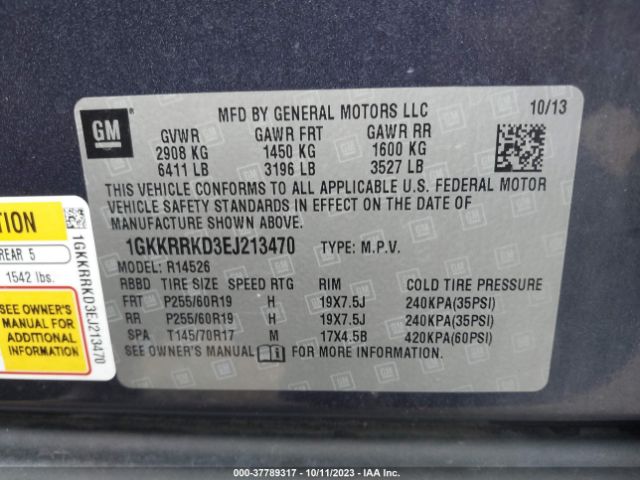 MFD BY GENERAL MOTORS LLC 10/13
GM
GVWR GAWR FRT GAWR RR
2908 KG 1450 KG 1600 KG
6411 LB 3196 LB 3527 LB
THIS VEHICLE CONFORMS TO ALL APPLICABLE U.S. FEDERAL MOTOR
VEHICLE SAFETY STANDARDS IN EFFECT ON THE DATE OF
MANUFACTURE SHOWN ABOVE.
1GKKRRKD3EJ213470 TYPE: M.P.V.
MODEL: R14526
RBBD TIRE SIZE SPEED RTG RIM COLD TIRE PRESSURE
FRT P255/60R19 H 19X7.5J 240KPA(35PSI)
RR P255/60R19 H 19X7.5J 240KPA(35PSI)
SPA T145/70R17 M 17X4.5B 420KPA(60PSI)
SEE OWNER'S MANUAL FOR MORE INFORMATION.
REAR 5
1542 lbs.
SEE OWNER'S
MANUAL FOR
ADDITIONAL
INFORMATION
1GKKRRKD3EJ213470
000-37789317 - 10/11/2023 - IAA Inc.